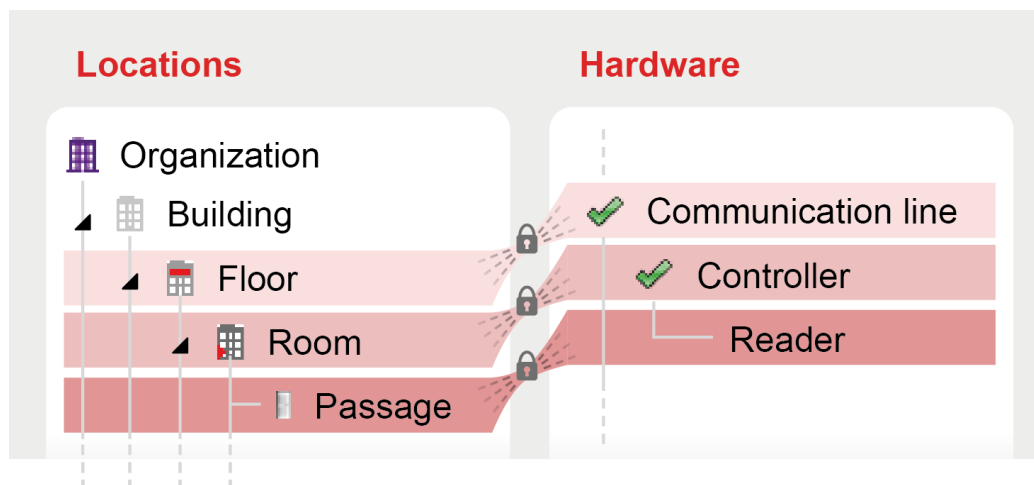 Locations
Organization
Building
Floor
Room
Passage
Hardware
Communication line
Controller
Reader